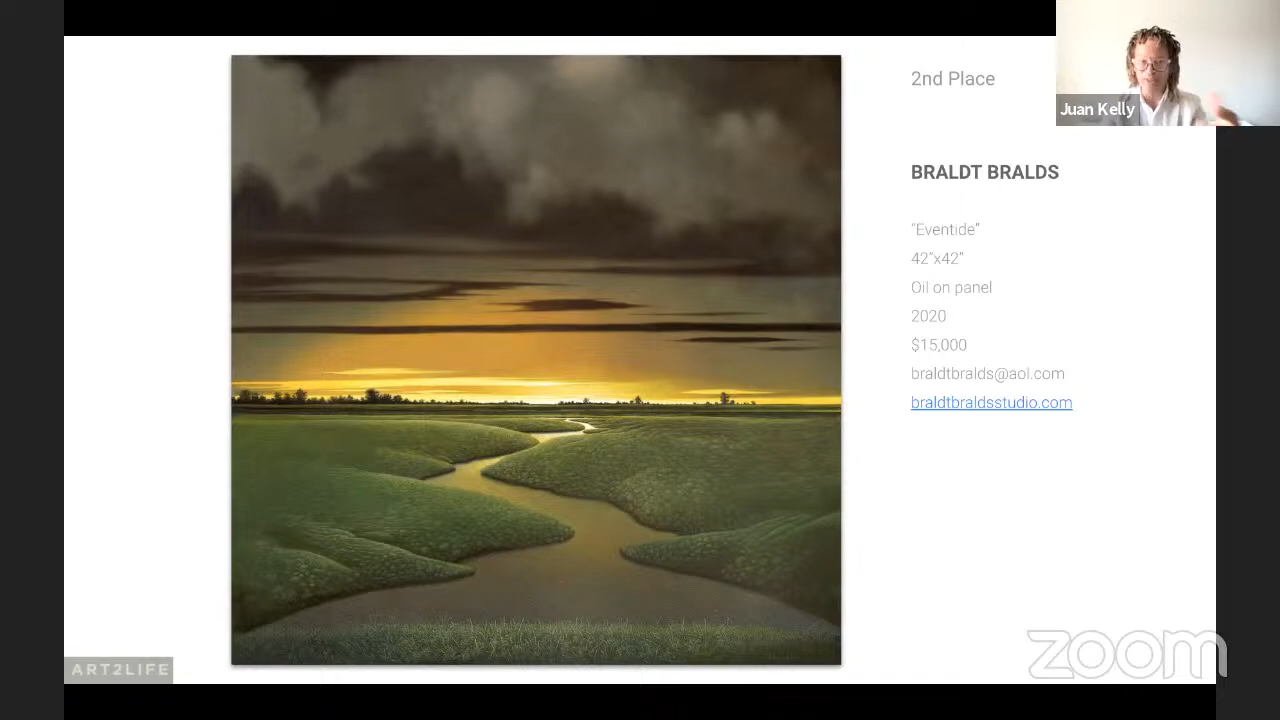 2nd Place
Juan Kelly
BRALDT BRALDS
“Eventide”
42”x42”
Oil on panel
2020
$15,000
braldtbralds@aol.com
braldtbraldsstudio.com
ART2LIFE
zoom